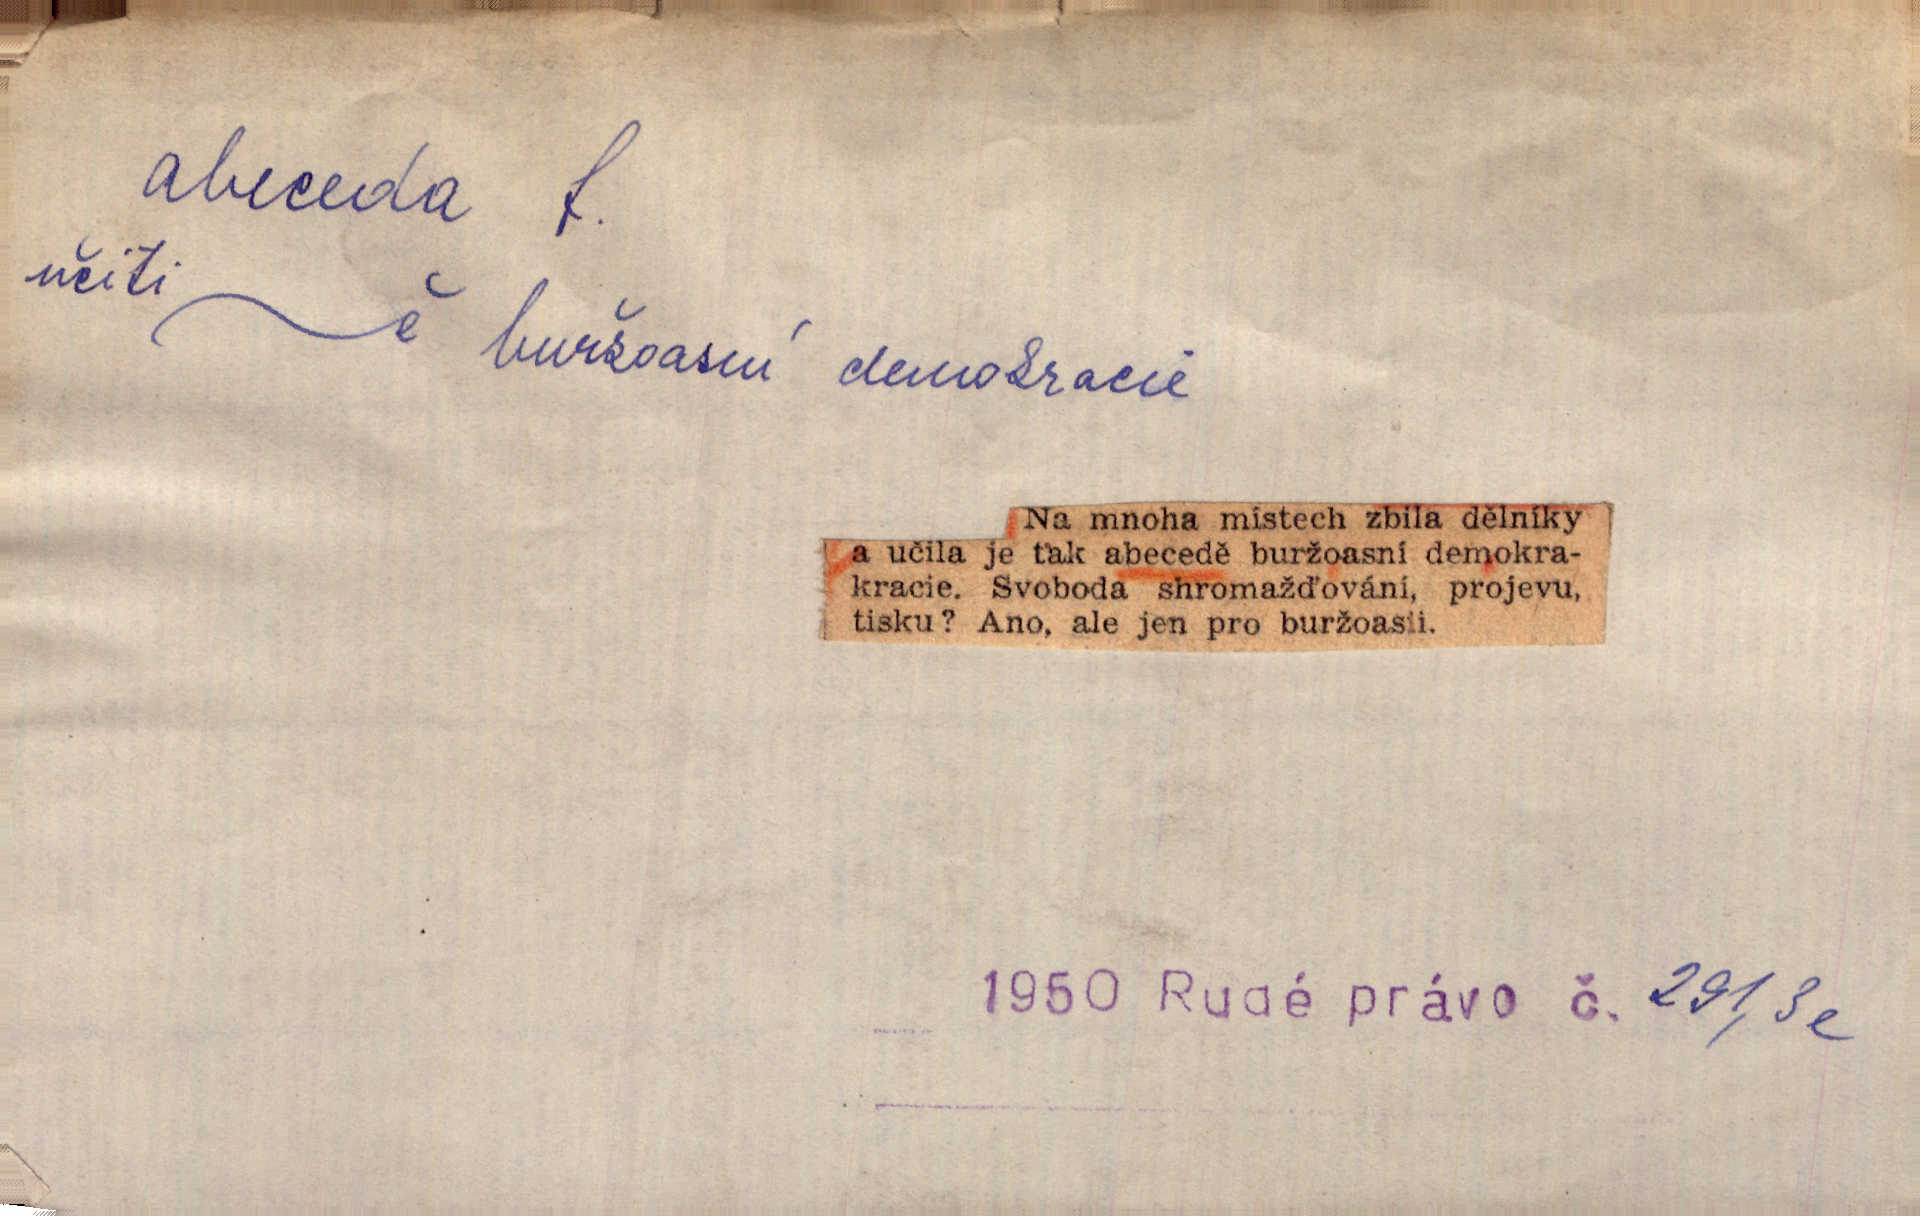 abeceda f.
učiti ~ě buržoasní demokracie
Na mnoha místech zbila dělníky
a učila je tak abecedě buržoasní demokra-
kracie. Svoboda shromažďování, projevu,
tisku? Ano, ale jen pro buržoasii.
1950 Rudé právo č. 291, 3e